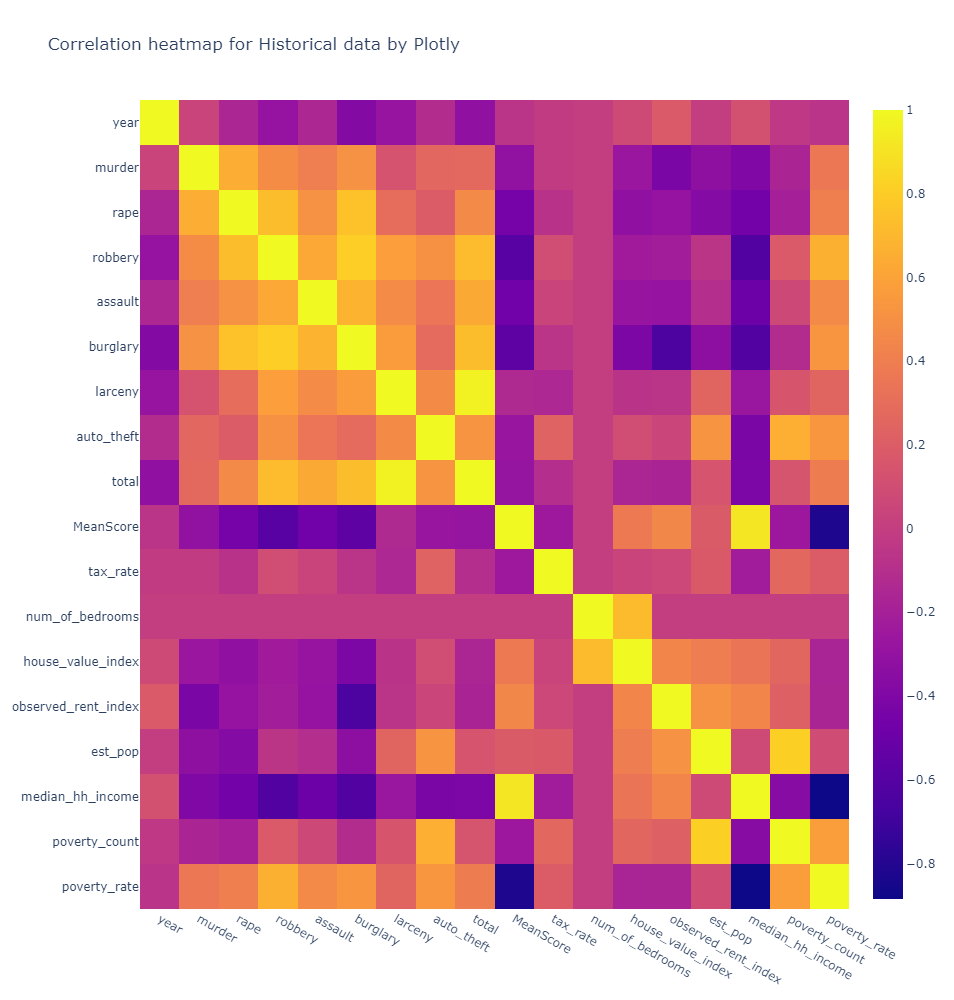 Correlation heatmap for Historical data by Plotly
year
murder
rape
robbery
assault
burglary
larceny
auto_theft
total
MeanScore
tax_rate
num_of_bedrooms
house_value_index
observed_rent_index
est_pop
median_hh_income
poverty_count
poverty_rate
year
murder
rape
robbery
assault
burglary
larceny
auto_theft
total
MeanScore
tax_rate
num_of_bedrooms
house_value_index
observed_rent_index
est_pop
median_hh_income
poverty_count
poverty_rate
1
0.8
0.6
0.4
0.2
0
−0.2
−0.4
−0.6
−0.8